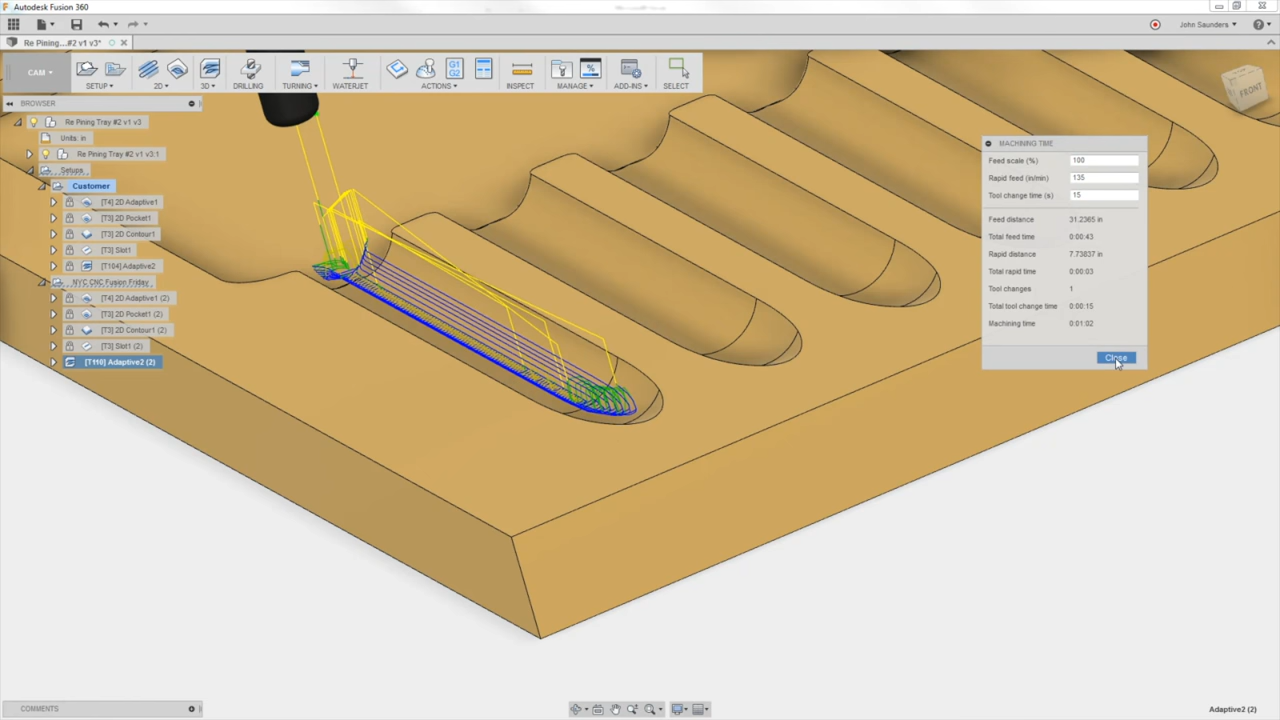 Autodesk Fusion 360
John Saunders
Re Pining...#2 v1 v3*
CAM
SETUP
2D
3D
DRILLING
TURNING
WATERJET
G1
G2
ACTIONS
INSPECT
MANAGE
ADD-INS
SELECT
FRONT
BROWSER
Re Pining Tray #2 v1 v3
Units: in
Re Pining Tray #2 v1 v3:1
Setups
Customer
[T4] 2D Adaptive1
[T3] 2D Pocket1
[T3] 2D Contour1
[T3] Slot1
[T104] Adaptive2
NYC CNC Fusion Friday
[T4] 2D Adaptive1 (2)
[T3] 2D Pocket1 (2)
[T3] 2D Contour1 (2)
[T3] Slot1 (2)
[T110] Adaptive2 (2)
MACHINING TIME
Feed scale (%) 100
Rapid feed (in/min) 135
Tool change time (s) 15
Feed distance 31.2365 in
Total feed time 0:00:43
Rapid distance 7.73837 in
Total rapid time 0:00:03
Tool changes 1
Total tool change time 0:00:15
Machining time 0:01:02
Close
COMMENTS
Adaptive2 (2)